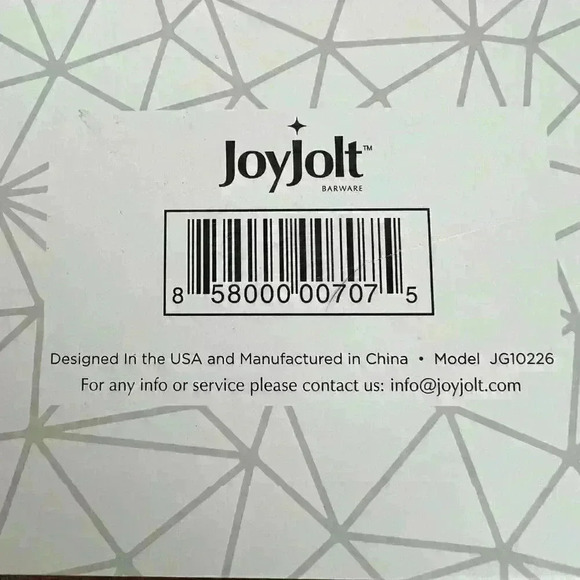 JoyJolt™
BARWARE
8 58000 00707 5
Designed In the USA and Manufactured in China • Model JG10226
For any info or service please contact us: info@joyjolt.com